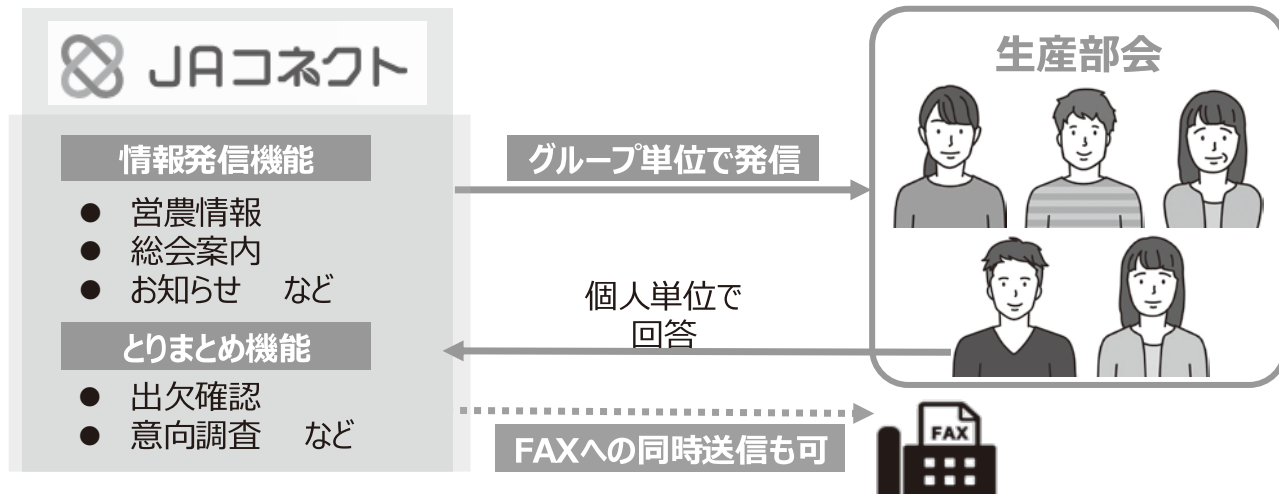 JAコネクト
情報発信機能
● 営農情報
● 総会案内
● お知らせ　など
とりまとめ機能
● 出欠確認
● 意向調査　など
グループ単位で発信
個人単位で
回答
FAXへの同時送信も可
生産部会
FAX